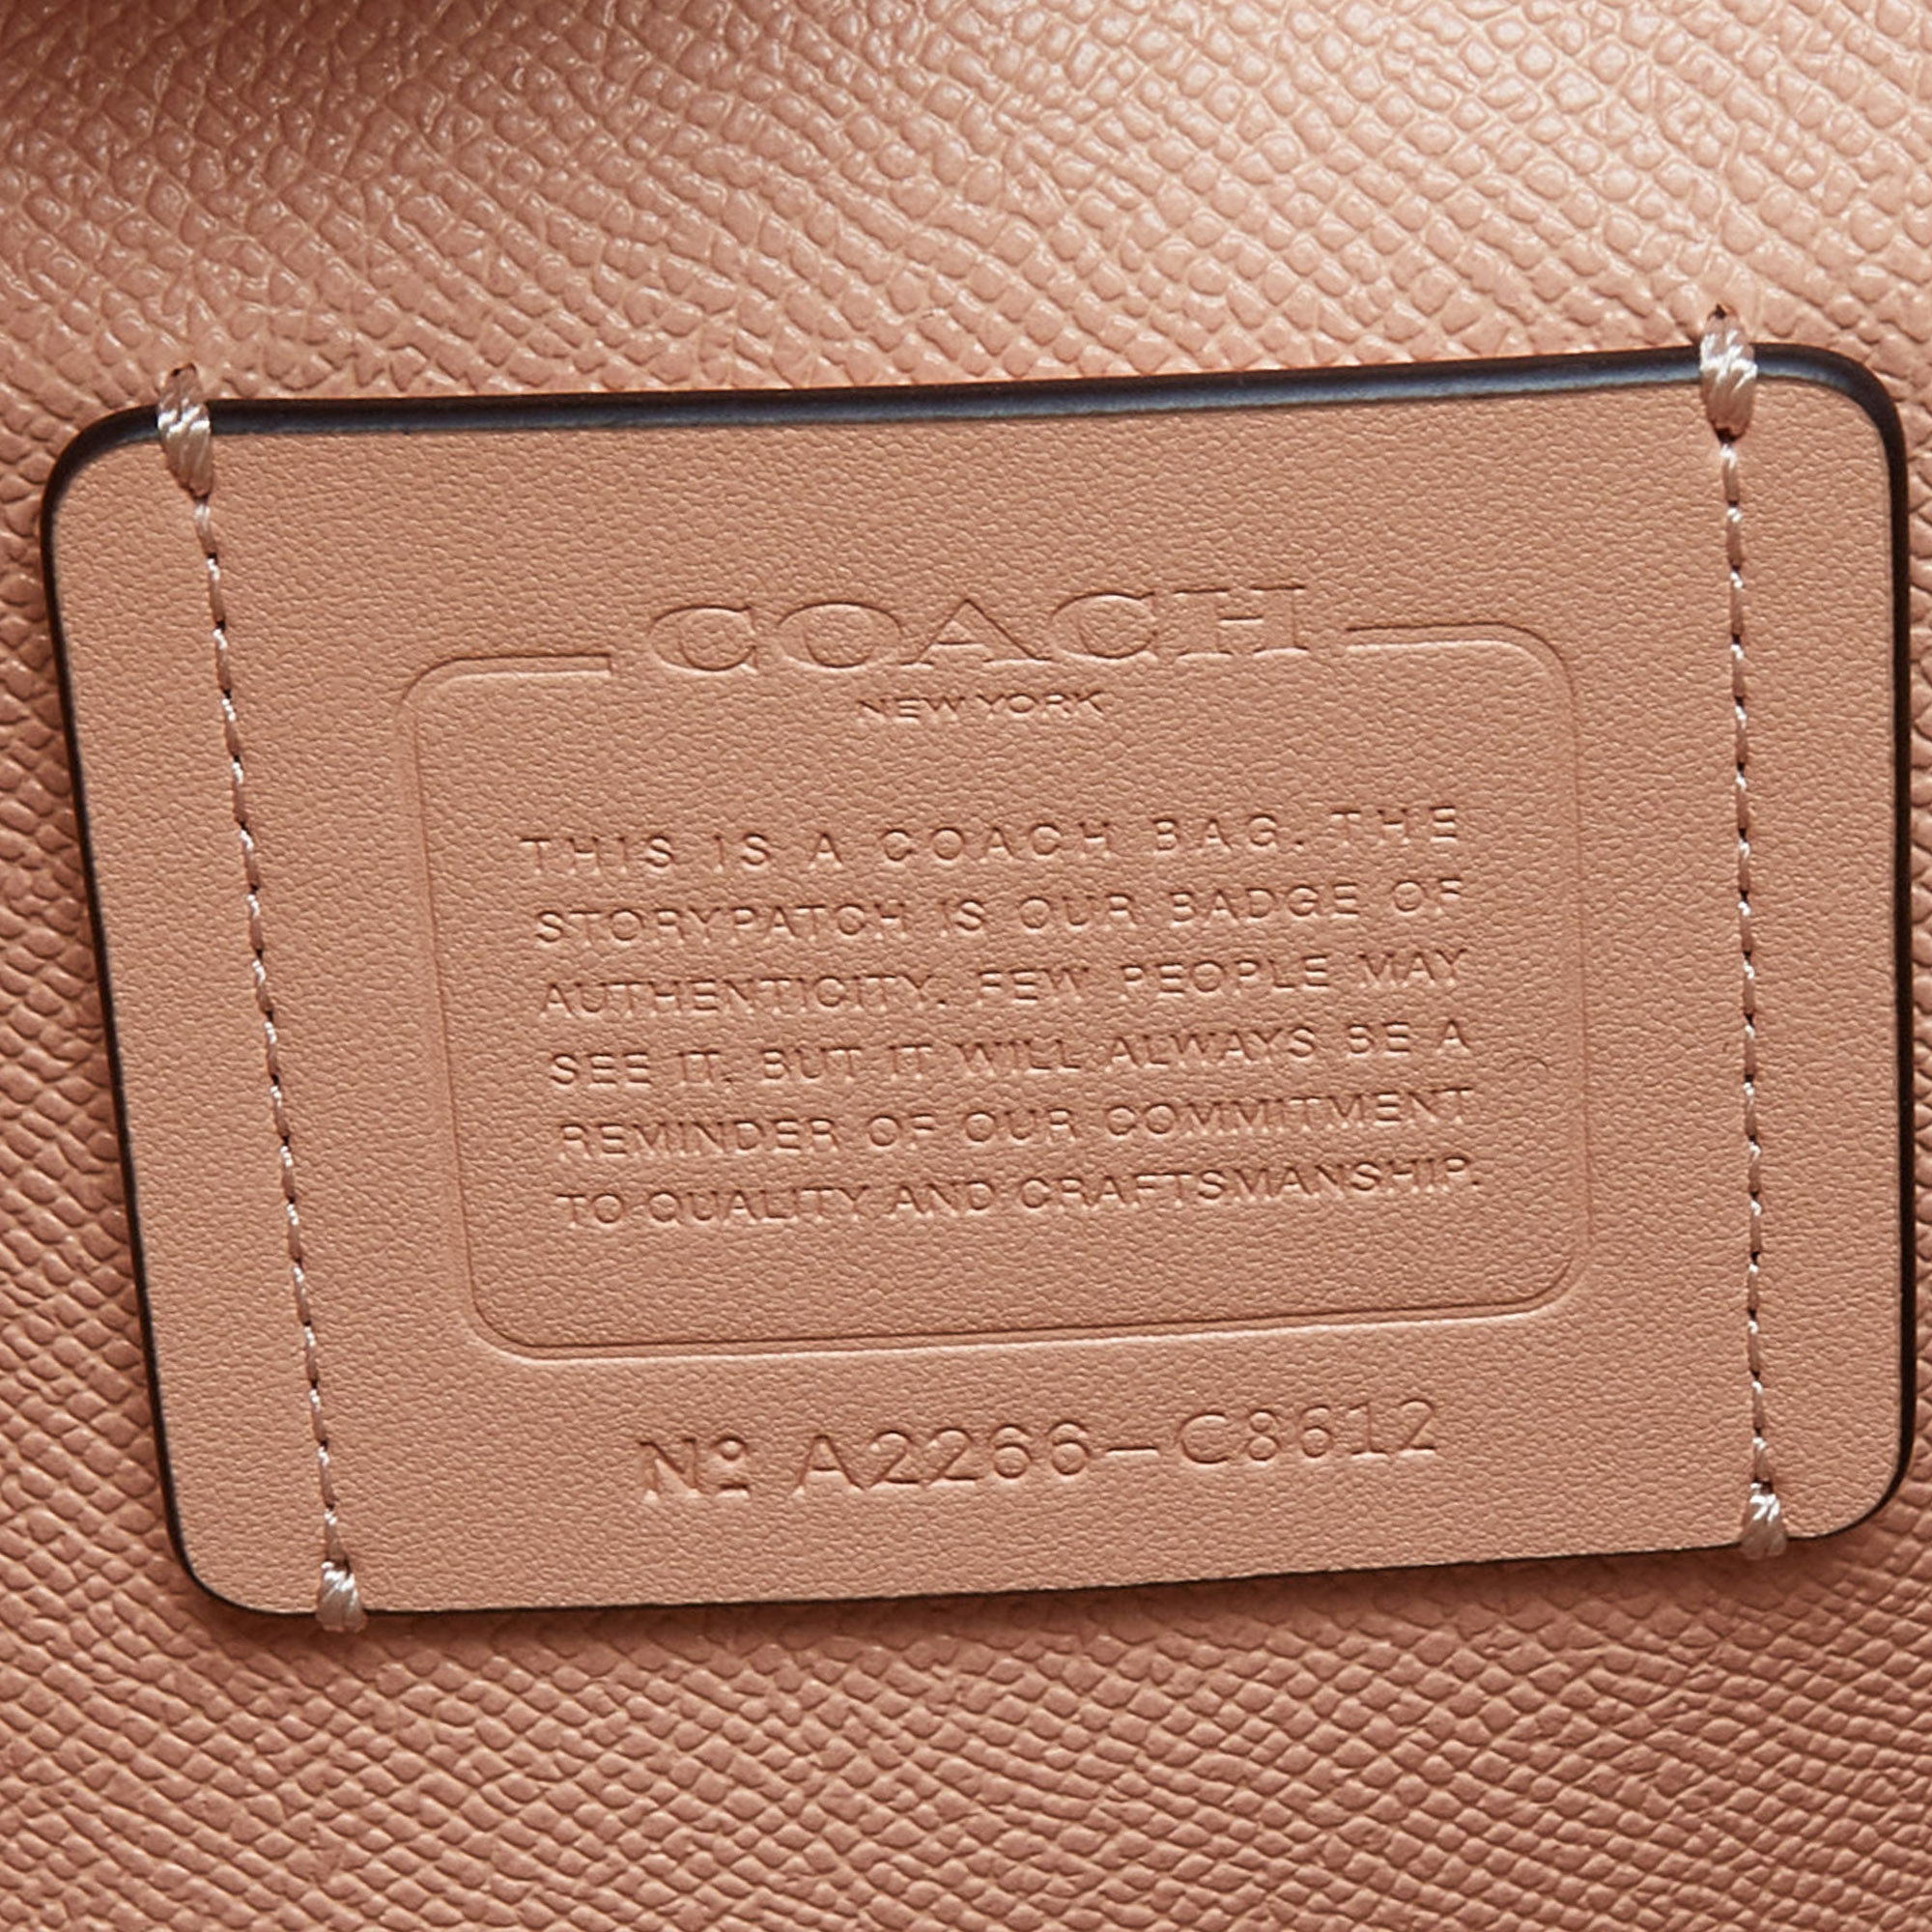 COACH
NEW YORK
THIS IS A COACH BAG. THE
STORYPATCH IS OUR BADGE OF
AUTHENTICITY. FEW PEOPLE MAY
SEE IT, BUT IT WILL ALWAYS BE A
REMINDER OF OUR COMMITMENT
TO QUALITY AND CRAFTSMANSHIP.
Nº A2266-C8612